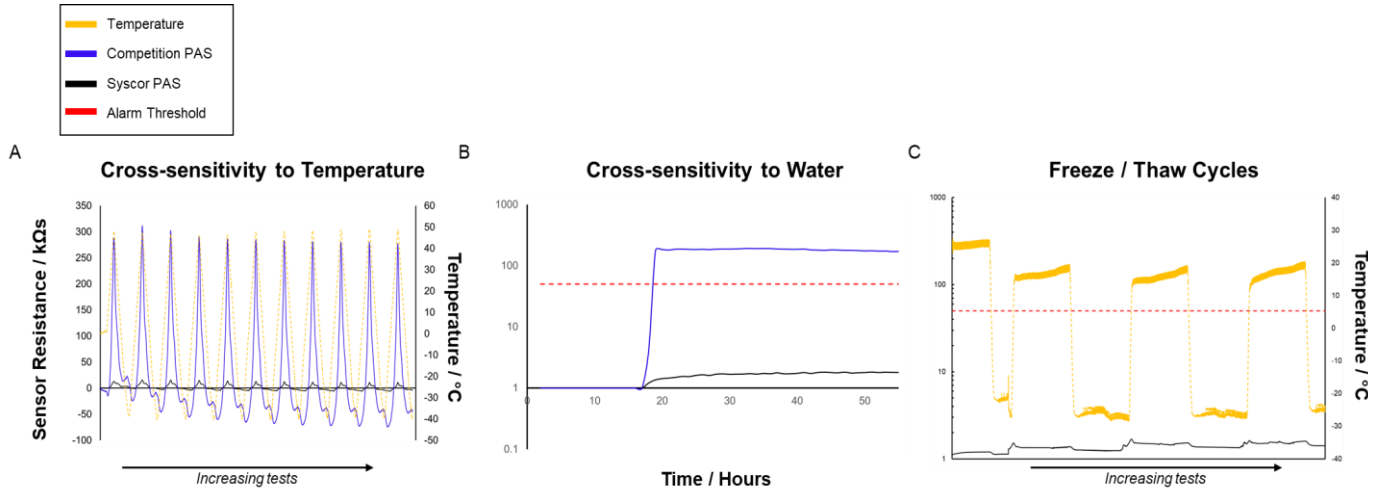 Temperature
Competition PAS
Syscor PAS
Alarm Threshold
A
Cross-sensitivity to Temperature
Sensor Resistance / kΩs
350
300
250
200
150
100
50
0
-50
-100
60
50
40
30
20
10
0
-10
-20
-30
-40
-50
Temperature / °C
Increasing tests
B
Cross-sensitivity to Water
1000
100
10
1
0.1
0
10
20
30
40
50
Time / Hours
C
Freeze / Thaw Cycles
1000
100
10
1
40
30
20
10
0
-10
-20
-30
-40
Temperature / °C
Increasing tests